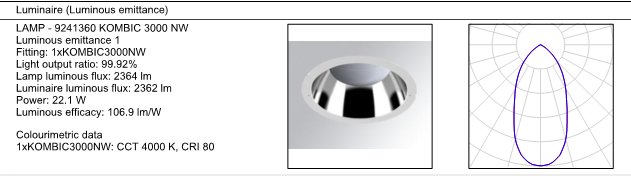 Luminaire (Luminous emittance)
LAMP - 9241360 KOMBIC 3000 NW
Luminous emittance 1
Fitting: 1xKOMBIC3000NW
Light output ratio: 99.92%
Lamp luminous flux: 2364 lm
Luminaire luminous flux: 2362 lm
Power: 22.1 W
Luminous efficacy: 106.9 lm/W
Colourimetric data
1xKOMBIC3000NW: CCT 4000 K, CRI 80